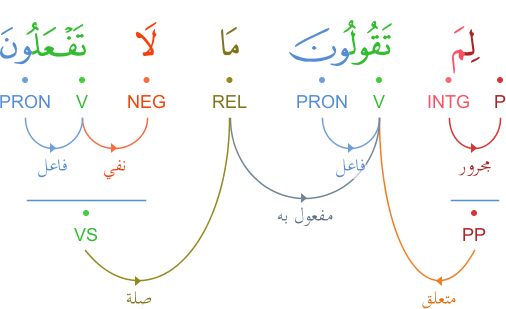 لِمَ تَقُولُونَ مَا لَا تَفْعَلُونَ
P INTG V PRON REL NEG V PRON
مجرور فاعل نفي فاعل
مفعول به
PP VS
متعلق صلة